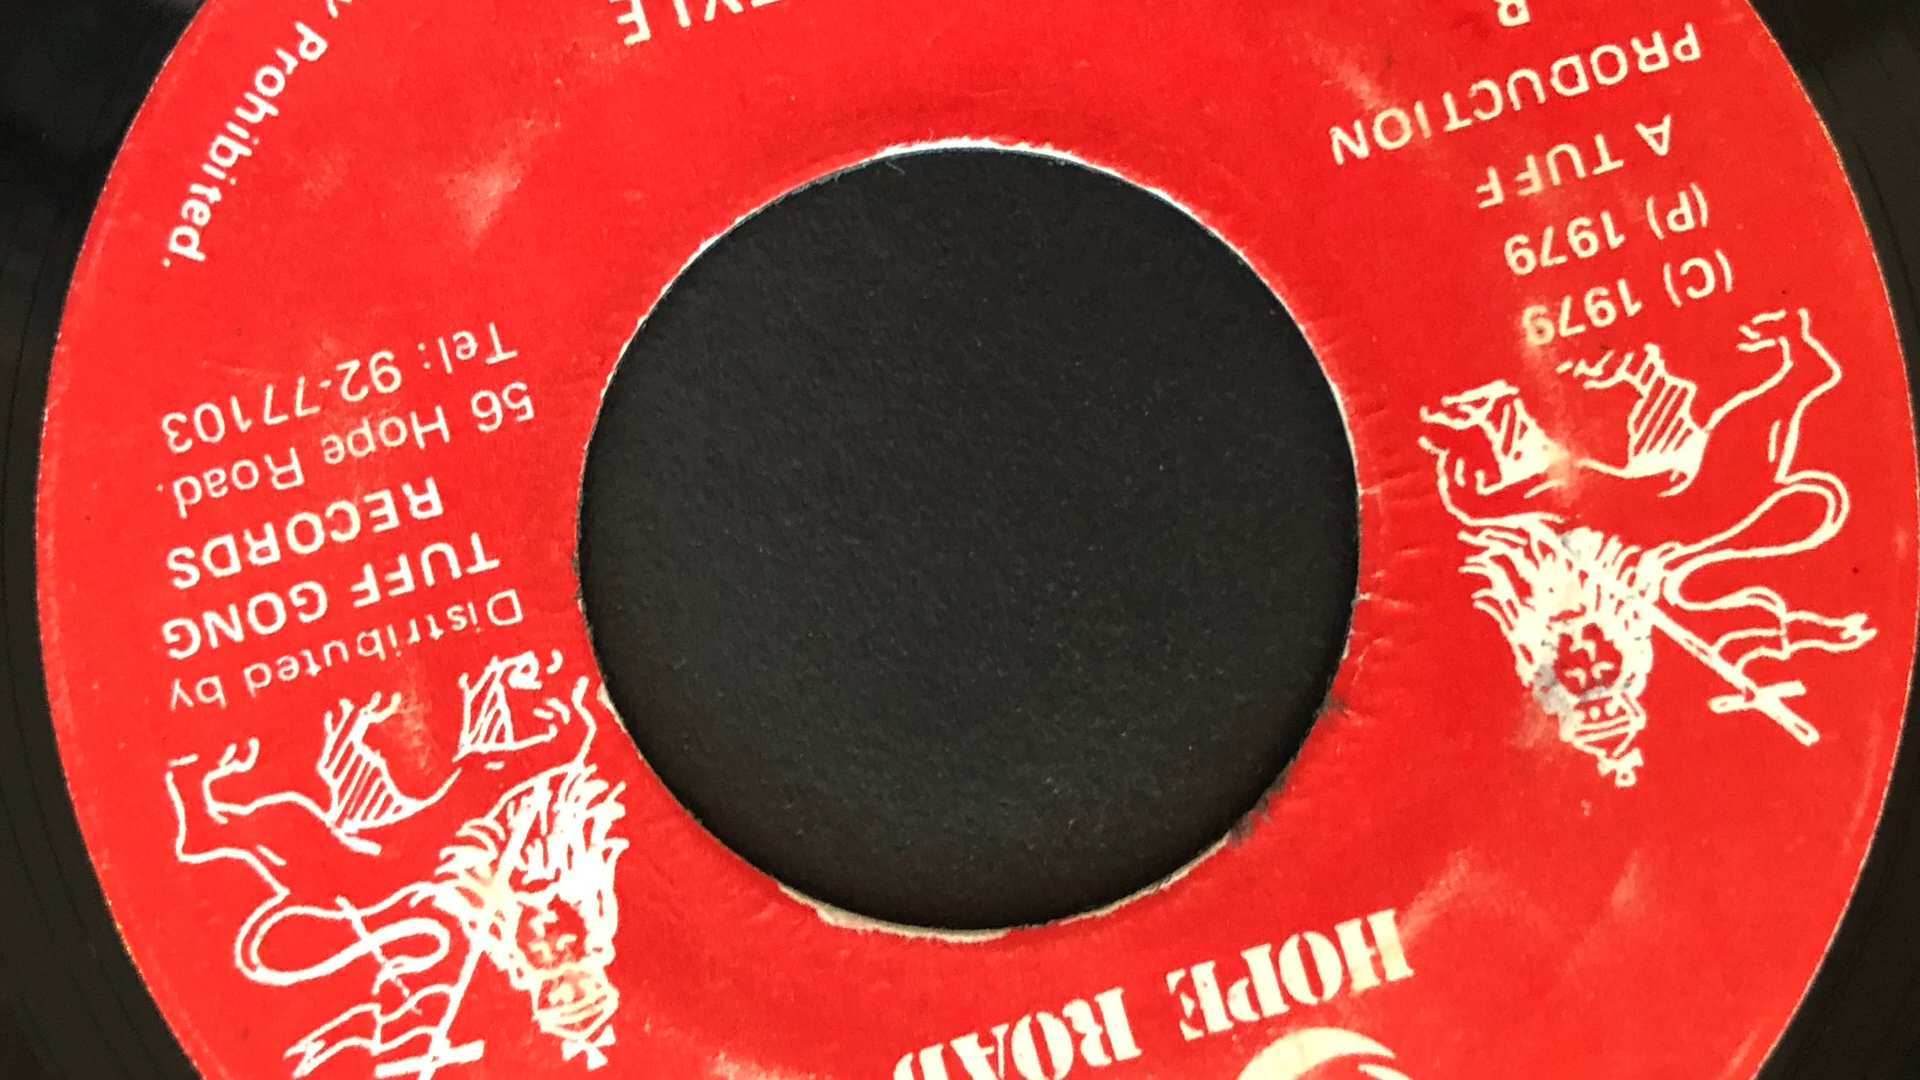 HOPE ROAD
(C) 1979
(P) 1979
A TUFF
PRODUCTION
B
Distributed by
TUFF GONG
RECORDS
56 Hope Road.
Tel: 92-77103
Prohibited.